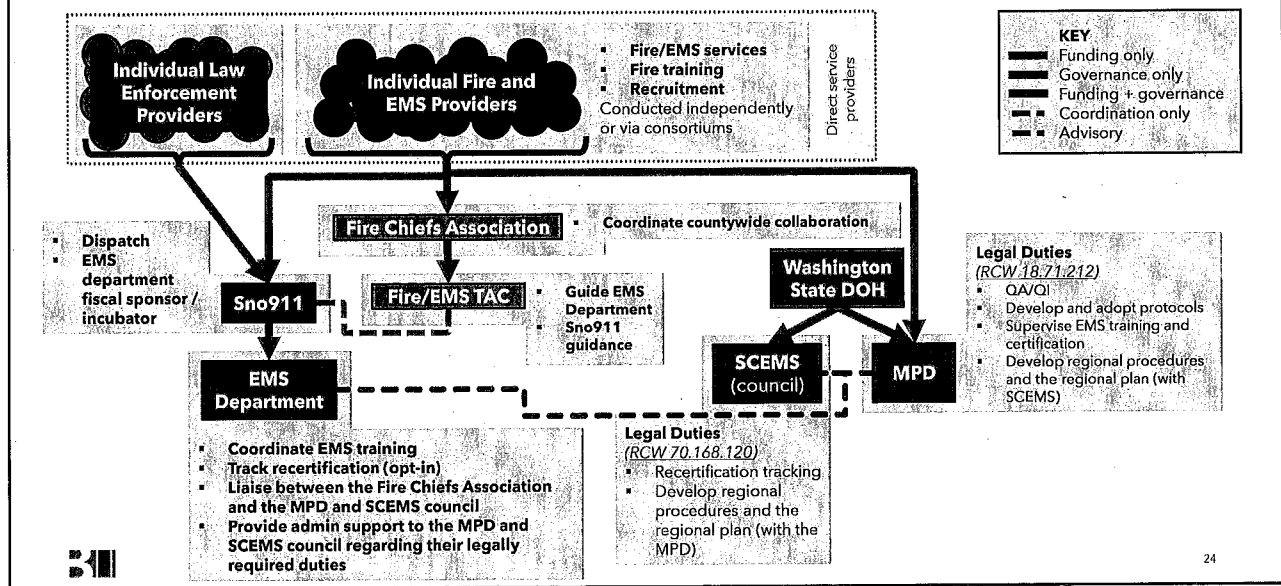 Individual Law
Enforcement
Providers
Individual Fire and
EMS Providers
▪ Fire/EMS services
▪ Fire training
▪ Recruitment
Conducted independently
or via consortiums
Direct service
providers
KEY
Funding only
Governance only
Funding + governance
Coordination only
Advisory
Fire Chiefs Association
▪ Coordinate countywide collaboration
▪ Dispatch
▪ EMS
department
fiscal sponsor /
incubator
Sno911
Fire/EMS TAC
▪ Guide EMS
Department
▪ Sno911
guidance
Washington
State DOH
Legal Duties
(RCW 18.71.212)
▪ QA/QI
▪ Develop and adopt protocols
▪ Supervise EMS training and
certification
▪ Develop regional procedures
and the regional plan (with
SCEMS)
EMS
Department
SCEMS
(council)
MPD
▪ Coordinate EMS training
▪ Track recertification (opt-in)
▪ Liaise between the Fire Chiefs Association
and the MPD and SCEMS council
▪ Provide admin support to the MPD and
SCEMS council regarding their legally
required duties
Legal Duties
(RCW 70.168.120)
▪ Recertification tracking
▪ Develop regional
procedures and the
regional plan (with the
MPD)
24